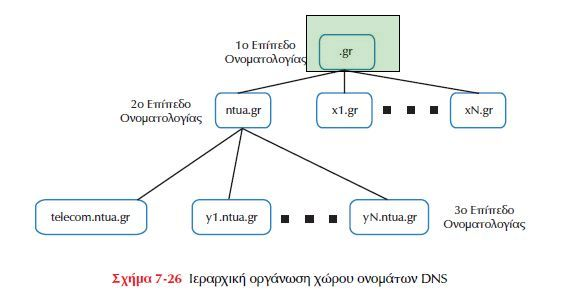 1ο Επίπεδο
Ονοματολογίας
.gr
2ο Επίπεδο
Ονοματολογίας
ntua.gr
x1.gr
xN.gr
telecom.ntua.gr
y1.ntua.gr
yN.ntua.gr
3ο Επίπεδο
Ονοματολογίας
Σχήμα 7-26 Ιεραρχική οργάνωση χώρου ονομάτων DNS